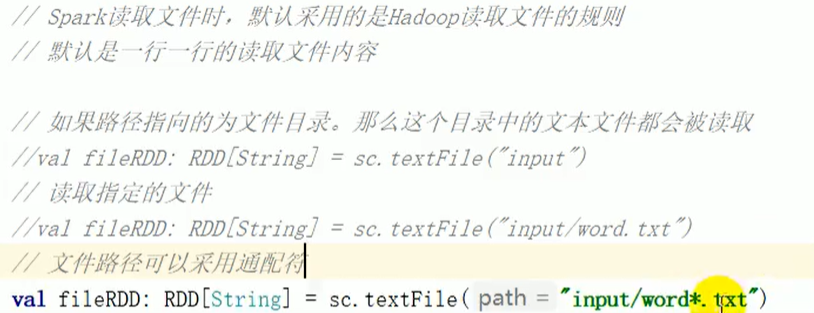 // Spark读取文件时，默认采用的是Hadoop读取文件的规则
// 默认是一行一行的读取文件内容
// 如果路径指向的为文件目录。那么这个目录中的文本文件都会被读取
//val fileRDD: RDD[String] = sc.textFile("input")
// 读取指定的文件
//val fileRDD: RDD[String] = sc.textFile("input/word.txt")
// 文件路径可以采用通配符
val fileRDD: RDD[String] = sc.textFile( path = "input/word*.txt")